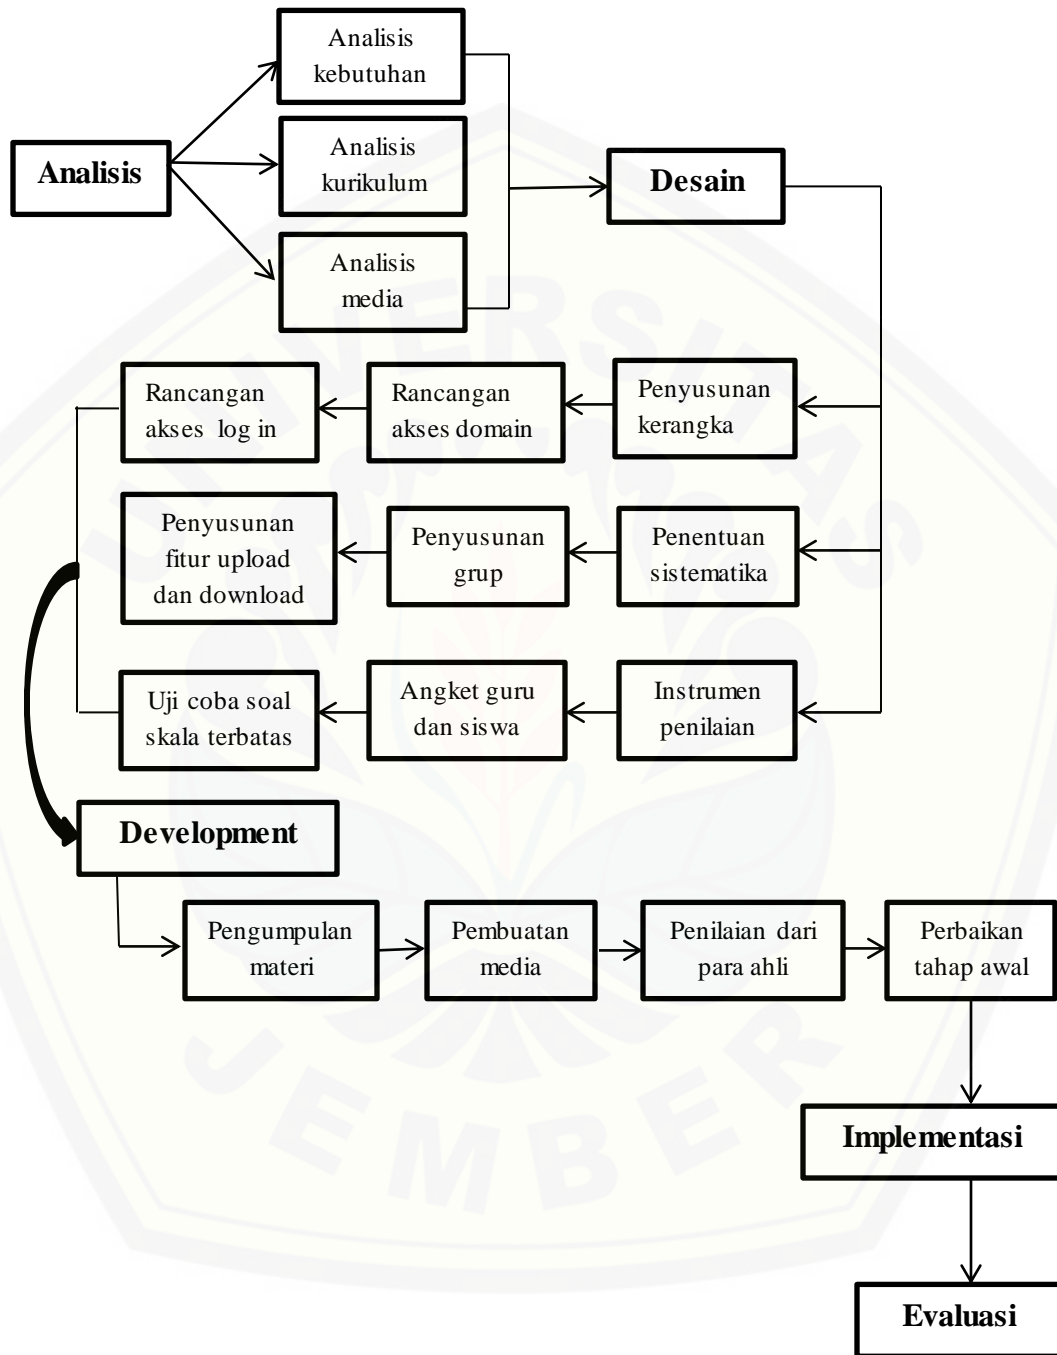 Analisis
kebutuhan
Analisis
Analisis
kurikulum
Desain
Analisis
media
Rancangan
akses log in
Rancangan
akses domain
Penyusunan
kerangka
Penyusunan
fitur upload
dan download
Penyusunan
grup
Penentuan
sistematika
Uji coba soal
skala terbatas
Angket guru
dan siswa
Instrumen
penilaian
Development
Pengumpulan
materi
Pembuatan
media
Penilaian dari
para ahli
Perbaikan
tahap awal
Implementasi
Evaluasi
UNIVERSITAS
JEMBER